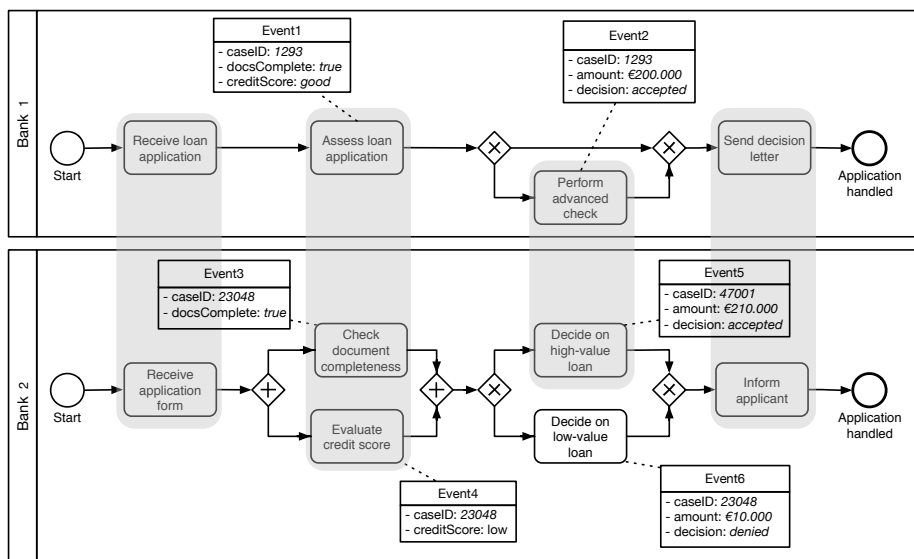 Event1
- caseID: 1293
- docsComplete: true
- creditScore: good
Event2
- caseID: 1293
- amount: €200.000
- decision: accepted
Bank 1
Start
Receive loan
application
Assess loan
application
Perform
advanced
check
Send decision
letter
Application
handled
Bank 2
Event3
- caseID: 23048
- docsComplete: true
Event5
- caseID: 47001
- amount: €210.000
- decision: accepted
Start
Receive
application
form
Check
document
completeness
Evaluate
credit score
Decide on
high-value
loan
Decide on
low-value
loan
Inform
applicant
Application
handled
Event4
- caseID: 23048
- creditScore: low
Event6
- caseID: 23048
- amount: €10.000
- decision: denied